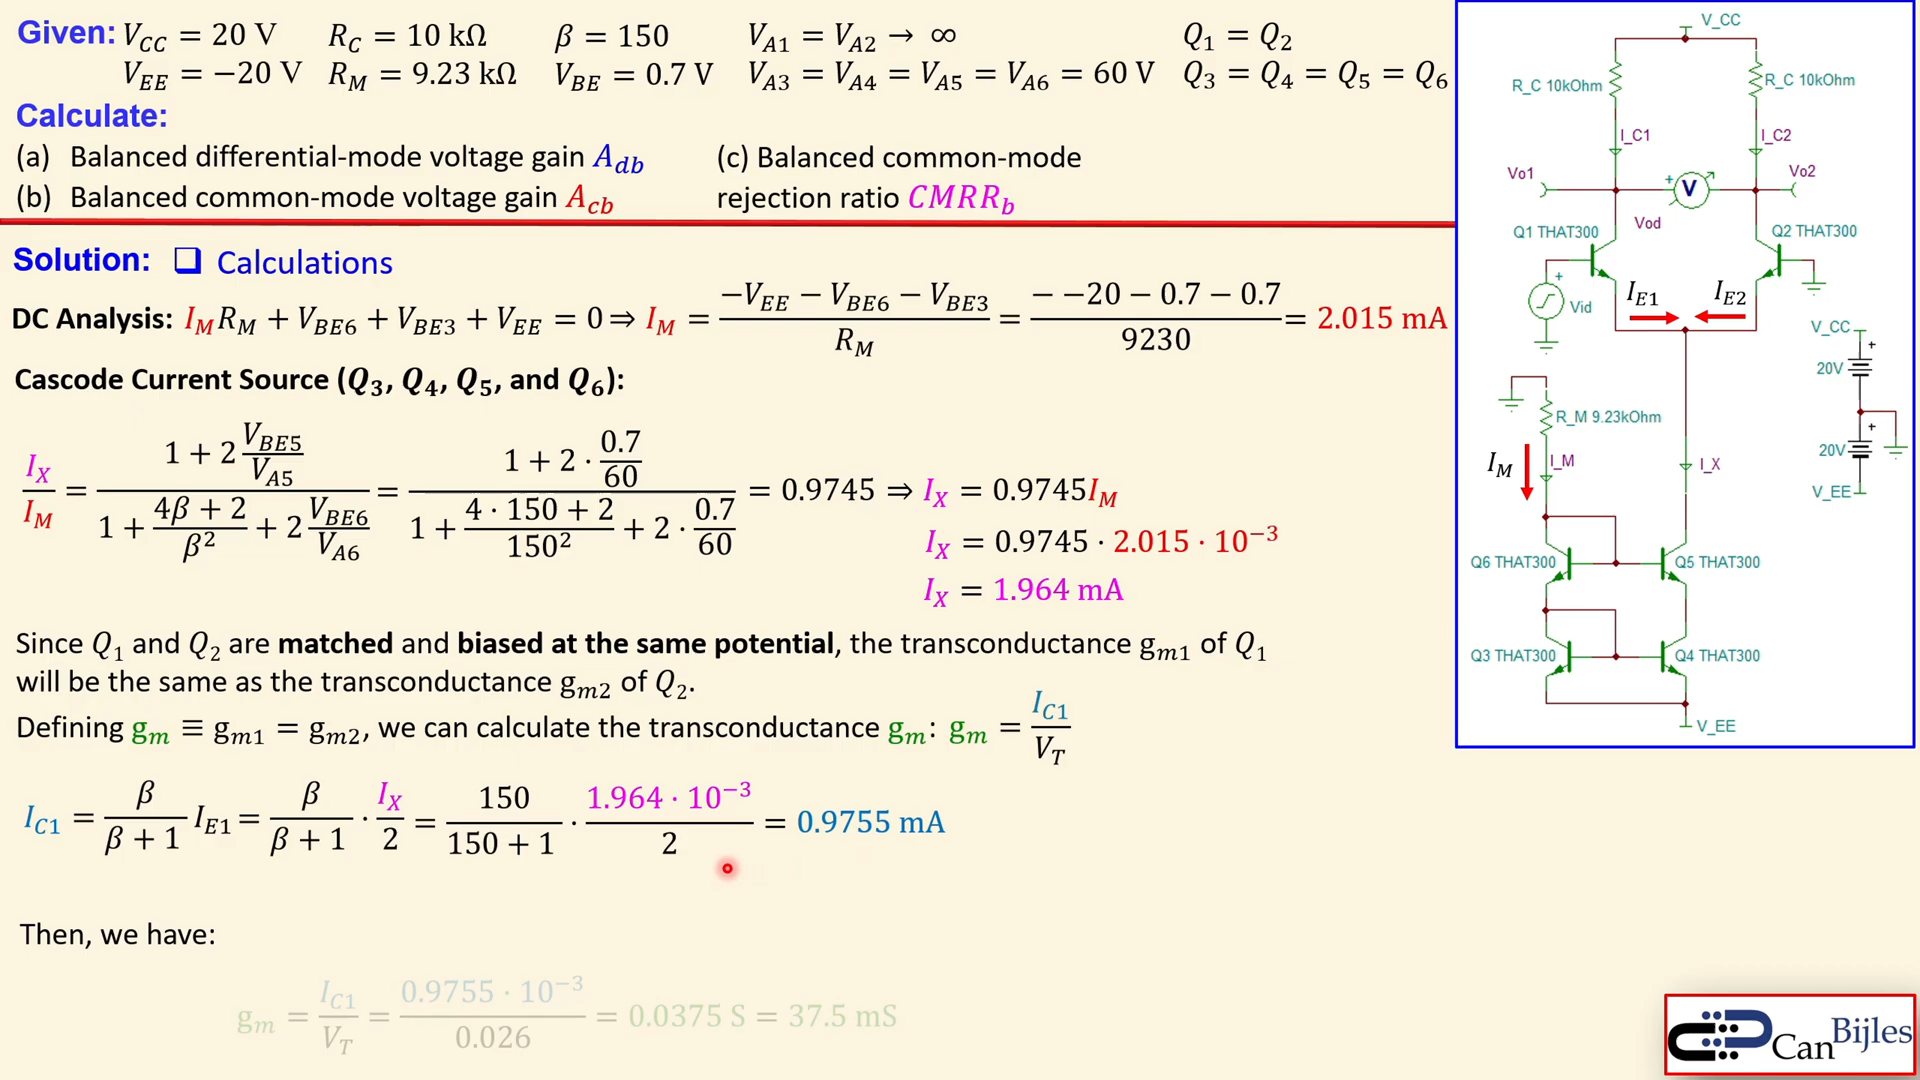 Given: V_CC = 20 V R_C = 10 kΩ β = 150 V_A1 = V_A2 → ∞ Q_1 = Q_2
V_EE = −20 V R_M = 9.23 kΩ V_BE = 0.7 V V_A3 = V_A4 = V_A5 = V_A6 = 60 V Q_3 = Q_4 = Q_5 = Q_6
Calculate:
(a) Balanced differential-mode voltage gain A_db
(b) Balanced common-mode voltage gain A_cb
(c) Balanced common-mode
rejection ratio CMRR_b
Solution: ❑ Calculations
DC Analysis: I_M R_M + V_BE6 + V_BE3 + V_EE = 0 ⇒ I_M = (−V_EE − V_BE6 − V_BE3) / R_M = (− −20 − 0.7 − 0.7) / 9230 = 2.015 mA
Cascode Current Source (Q_3, Q_4, Q_5, and Q_6):
I_X / I_M = (1 + 2 V_BE5/V_A5) / (1 + (4β + 2)/β² + 2 V_BE6/V_A6) = (1 + 2 · 0.7/60) / (1 + (4 · 150 + 2)/150² + 2 · 0.7/60) = 0.9745 ⇒ I_X = 0.9745I_M
I_X = 0.9745 · 2.015 · 10⁻³
I_X = 1.964 mA
Since Q_1 and Q_2 are matched and biased at the same potential, the transconductance g_m1 of Q_1
will be the same as the transconductance g_m2 of Q_2.
Defining g_m ≡ g_m1 = g_m2, we can calculate the transconductance g_m: g_m = I_C1 / V_T
I_C1 = β/(β + 1) I_E1 = β/(β + 1) · I_X/2 = 150/(150 + 1) · (1.964 · 10⁻³)/2 = 0.9755 mA
Then, we have:
g_m = I_C1 / V_T = (0.9755 · 10⁻³) / 0.026 = 0.0375 S = 37.5 mS
V_CC
R_C 10kOhm
R_C 10kOhm
I_C1
I_C2
Vo1
+
V
Vo2
Vod
Q1 THAT300
Q2 THAT300
+
Vid
I_E1
I_E2
V_CC
+
20V
+
20V
V_EE
R_M 9.23kOhm
I_M
I_M
I_X
Q6 THAT300
Q5 THAT300
Q3 THAT300
Q4 THAT300
V_EE
CanBijles